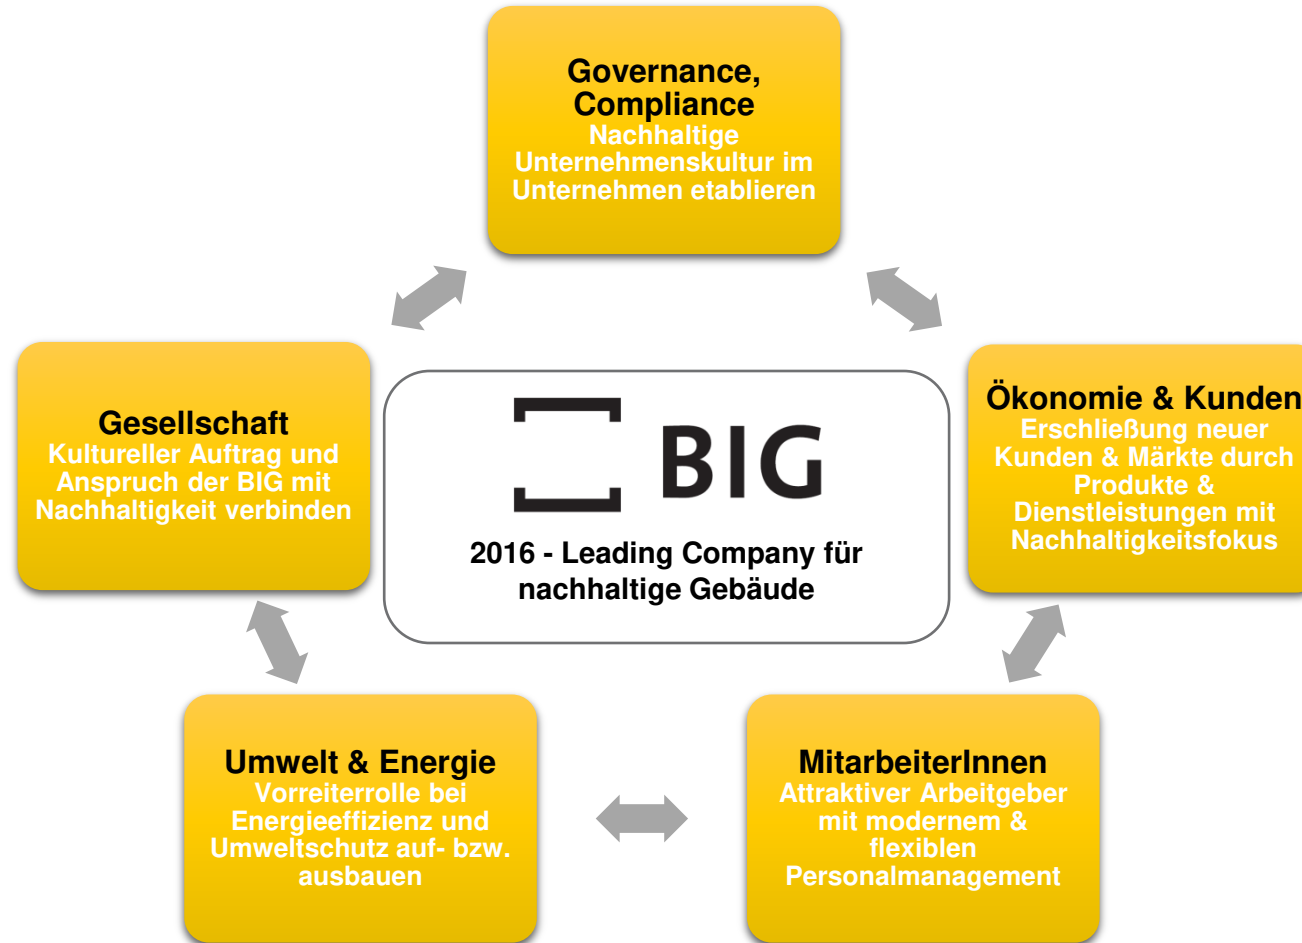 Governance,
Compliance
Nachhaltige
Unternehmenskultur im
Unternehmen etablieren
Gesellschaft
Kultureller Auftrag und
Anspruch der BIG mit
Nachhaltigkeit verbinden
BIG
2016 - Leading Company für
nachhaltige Gebäude
Ökonomie & Kunden
Erschließung neuer
Kunden & Märkte durch
Produkte &
Dienstleistungen mit
Nachhaltigkeitsfokus
Umwelt & Energie
Vorreiterrolle bei
Energieeffizienz und
Umweltschutz auf- bzw.
ausbauen
MitarbeiterInnen
Attraktiver Arbeitgeber
mit modernem &
flexiblen
Personalmanagement